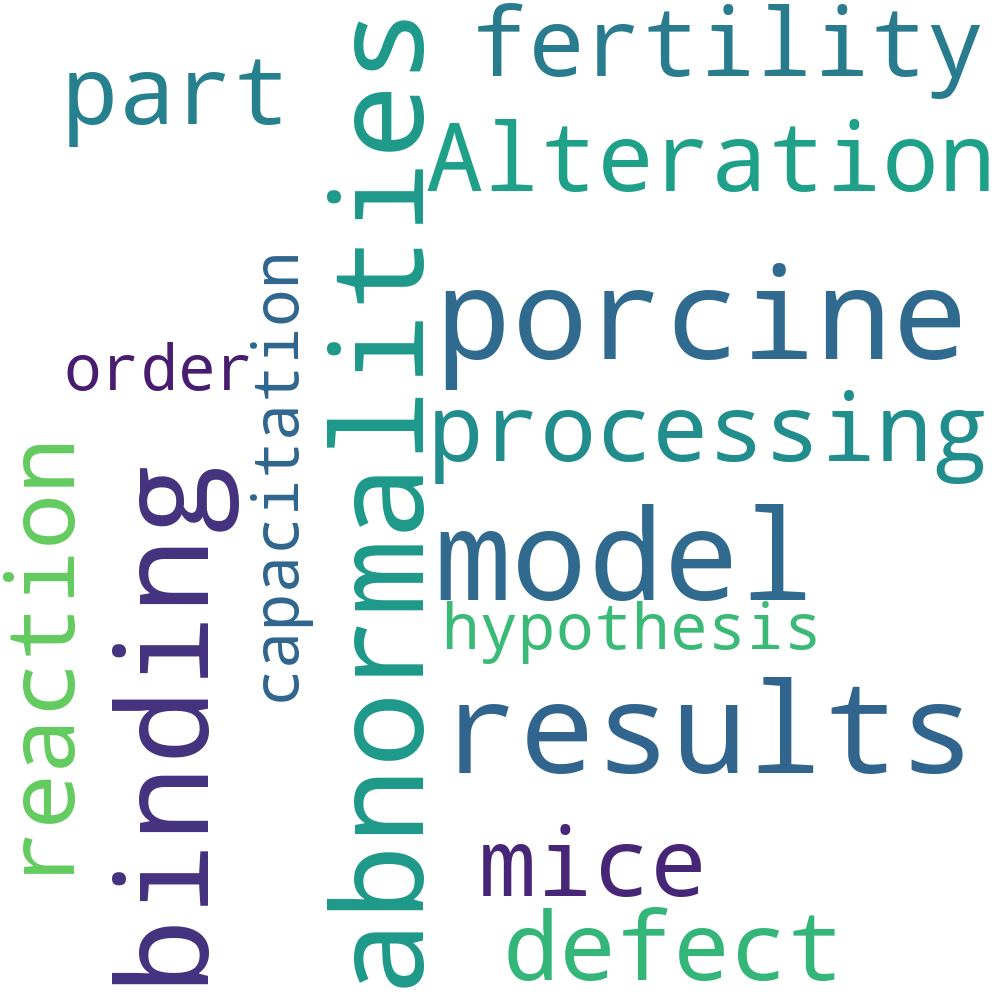 part
fertility
Alteration
abnormalities
porcine
capacitation
order
processing
reaction
binding
model
hypothesis
results
mice
defect